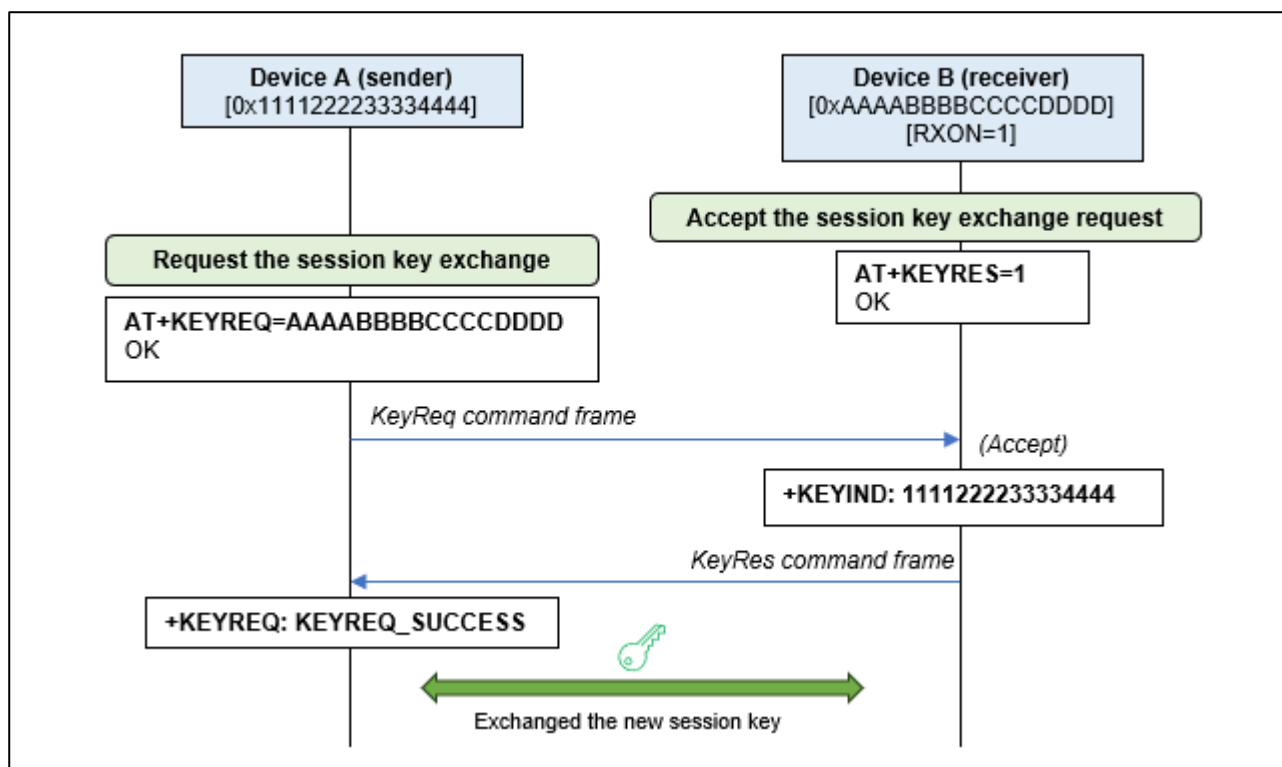 Device A (sender)
[0x1111222233334444]
Device B (receiver)
[0xAAAABBBBCCCCDDDD]
[RXON=1]
Accept the session key exchange request
Request the session key exchange
AT+KEYRES=1
OK
AT+KEYREQ=AAAABBBBCCCCDDDD
OK
KeyReq command frame
(Accept)
+KEYIND: 1111222233334444
KeyRes command frame
+KEYREQ: KEYREQ_SUCCESS
Exchanged the new session key